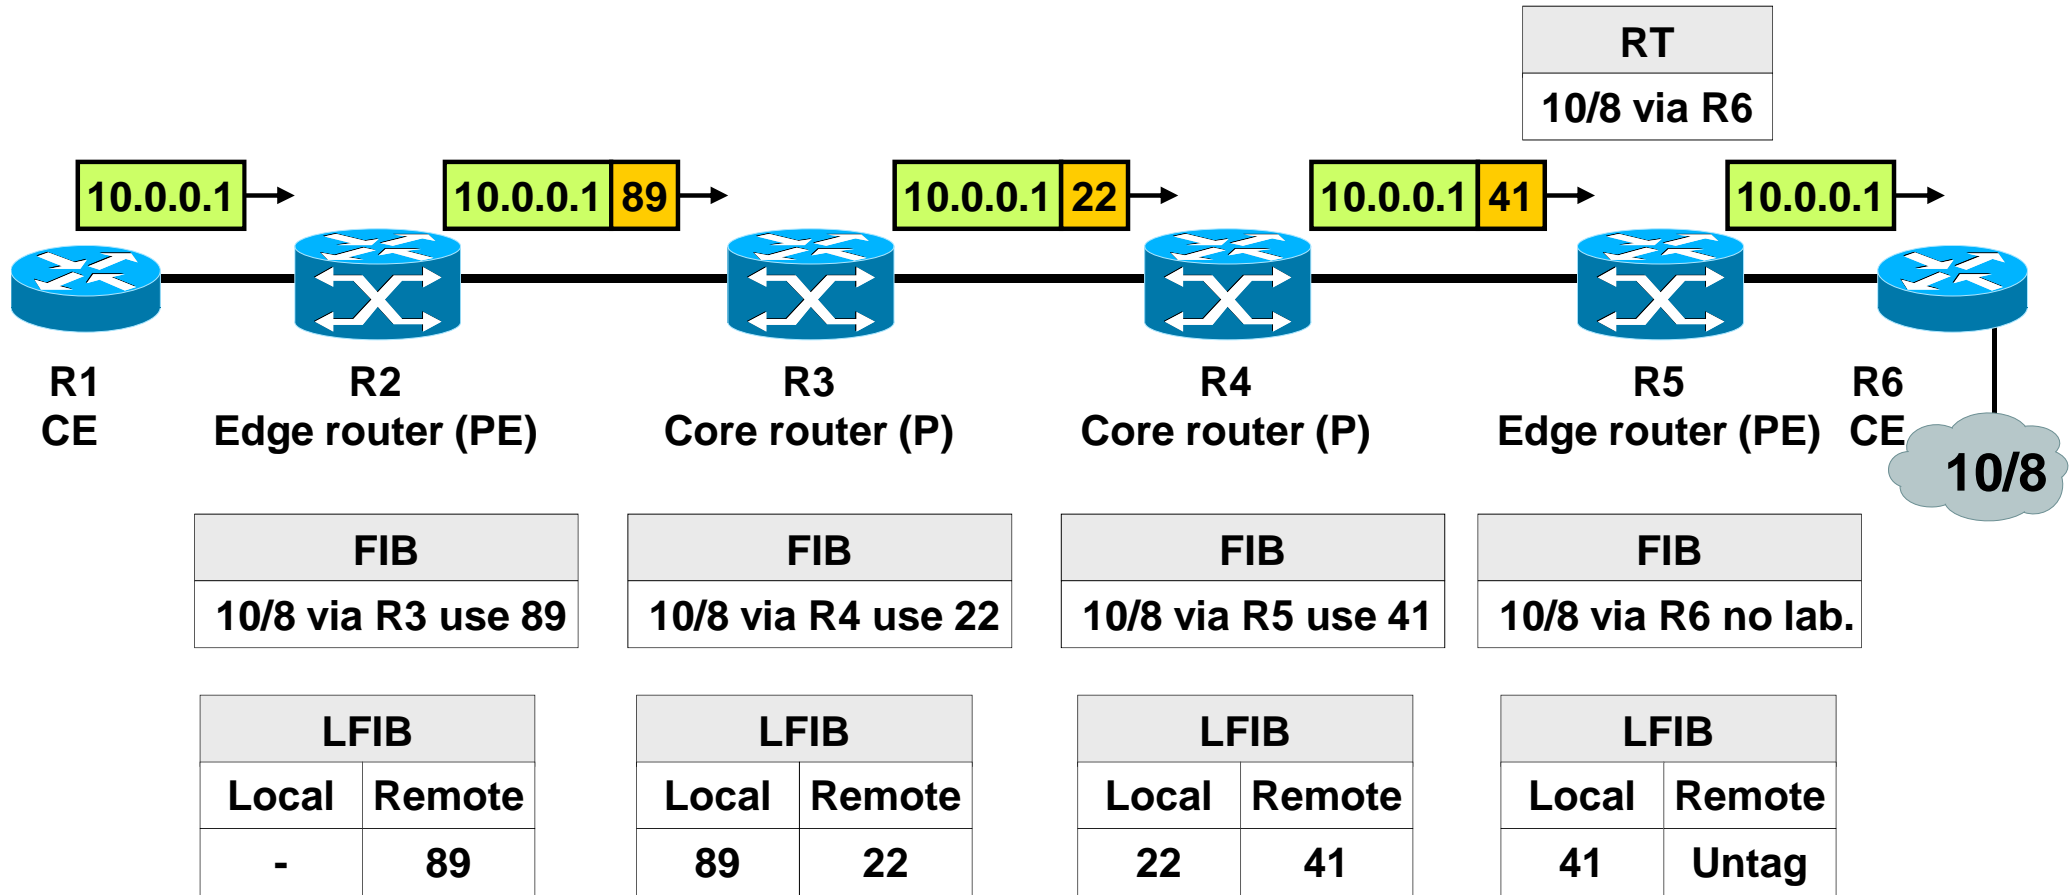 RT
10/8 via R6
10.0.0.1
10.0.0.1 89
10.0.0.1 22
10.0.0.1 41
10.0.0.1
R1
CE
R2
Edge router (PE)
R3
Core router (P)
R4
Core router (P)
R5
Edge router (PE)
R6
CE
10/8
FIB
10/8 via R3 use 89
FIB
10/8 via R4 use 22
FIB
10/8 via R5 use 41
FIB
10/8 via R6 no lab.
LFIB
Local Remote
- 89
LFIB
Local Remote
89 22
LFIB
Local Remote
22 41
LFIB
Local Remote
41 Untag